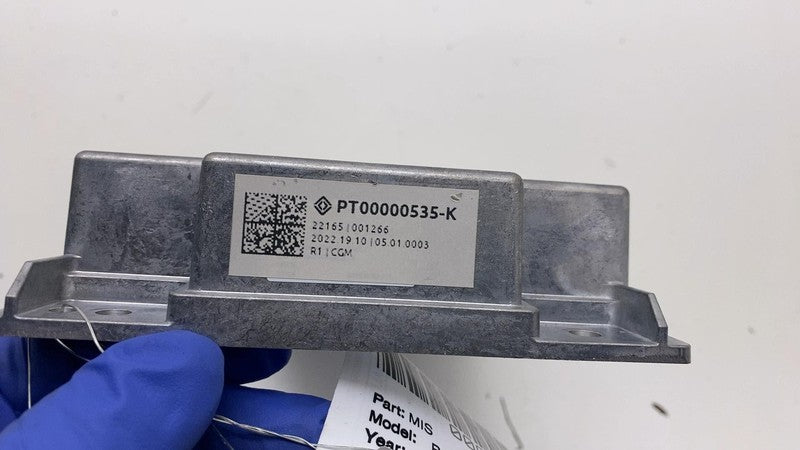 PT00000535-K
22165 | 001266
2022.19.10 | 05.01.0003
R1 | CGM
Part: MIS
Model:
Year: